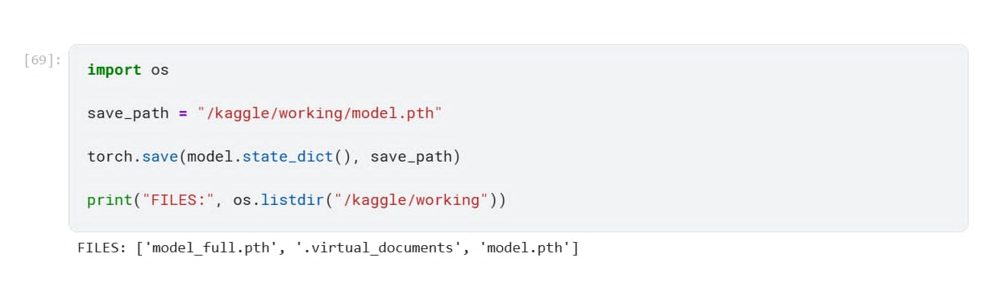 [69]:
import os
save_path = "/kaggle/working/model.pth"
torch.save(model.state_dict(), save_path)
print("FILES:", os.listdir("/kaggle/working"))
FILES: ['model_full.pth', '.virtual_documents', 'model.pth']